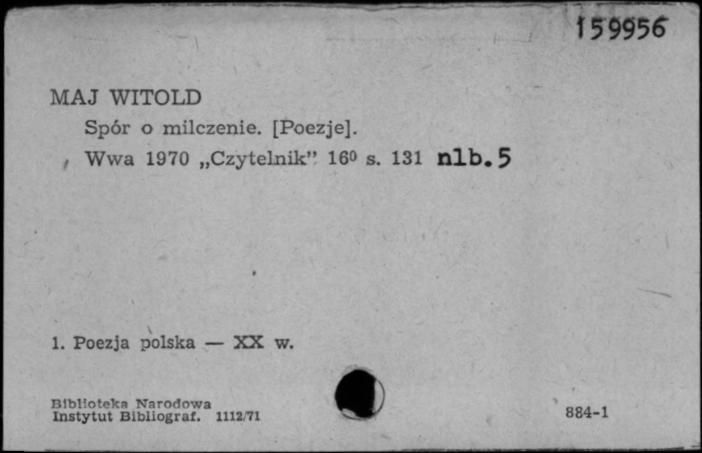 159956
MAJ WITOLD
Spór o milczenie. [Poezje].
Wwa 1970 „Czytelnik” 16⁰ s. 131 nlb.5
1. Poezja polska — XX w.
Biblioteka Narodowa
Instytut Bibliograf. 1112/71
884-1